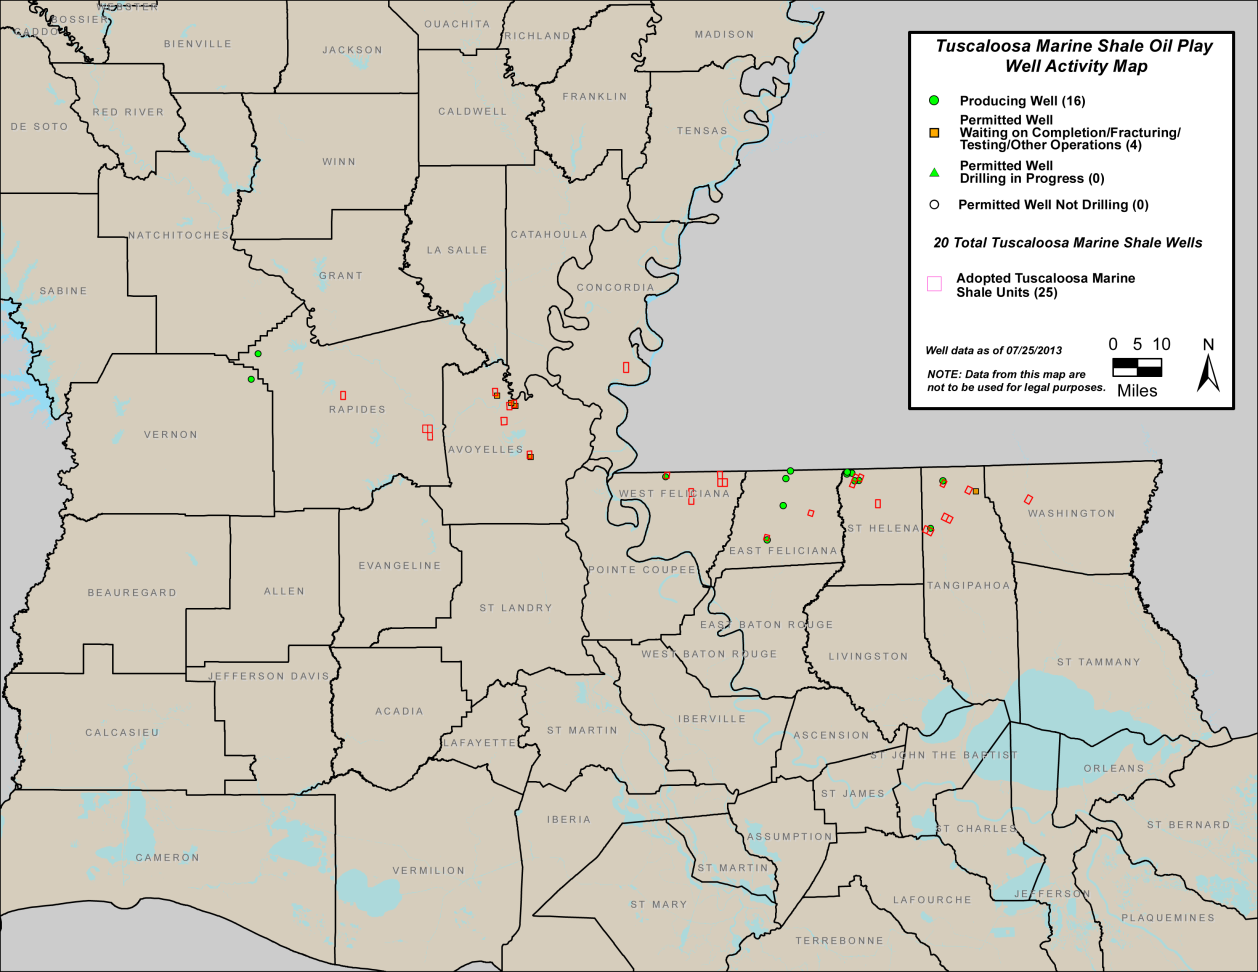 WEBSTER
BOSSIER
CADDO
BIENVILLE
JACKSON
OUACHITA
RICHLAND
MADISON
DE SOTO
RED RIVER
CALDWELL
FRANKLIN
TENSAS
WINN
NATCHITOCHES
LA SALLE
CATAHOULA
SABINE
GRANT
CONCORDIA
VERNON
RAPIDES
AVOYELLES
WEST FELICIANA
EAST FELICIANA
ST HELENA
WASHINGTON
TANGIPAHOA
BEAUREGARD
ALLEN
EVANGELINE
ST LANDRY
POINTE COUPEE
EAST BATON ROUGE
WEST BATON ROUGE
LIVINGSTON
ST TAMMANY
JEFFERSON DAVIS
CALCASIEU
ACADIA
LAFAYETTE
ST MARTIN
IBERVILLE
ASCENSION
ST JOHN THE BAPTIST
ORLEANS
ST JAMES
IBERIA
ASSUMPTION
ST CHARLES
ST BERNARD
CAMERON
VERMILION
ST MARTIN
ST MARY
LAFOURCHE
JEFFERSON
PLAQUEMINES
TERREBONNE
Tuscaloosa Marine Shale Oil Play
Well Activity Map
Producing Well (16)
Permitted Well
Waiting on Completion/Fracturing/
Testing/Other Operations (4)
Permitted Well
Drilling in Progress (0)
Permitted Well Not Drilling (0)
20 Total Tuscaloosa Marine Shale Wells
Adopted Tuscaloosa Marine
Shale Units (25)
Well data as of 07/25/2013
NOTE: Data from this map are
not to be used for legal purposes.
0 5 10
Miles
N